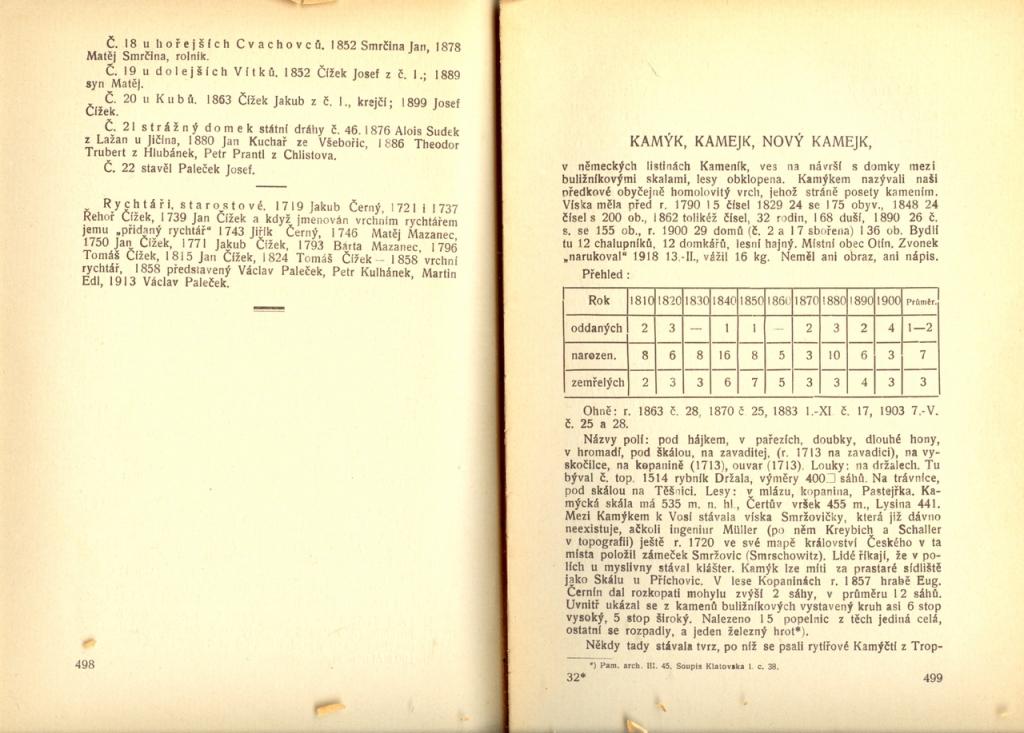 Č. 18 u hořejších Cvachovců. 1852 Smrčina Jan, 1878
Matěj Smrčina, rolník.
Č. 19 u dolejších Vítků. 1852 Čížek Josef z č. 1.; 1889
syn Matěj.
Č. 20 u Kubů. 1863 Čížek Jakub z č. 1., krejčí; 1899 Josef
Čížek.
Č. 21 strážný domek státní dráhy č. 46. 1876 Alois Sudek
z Lažan u Jičína, 1880 Jan Kuchař ze Všebořic, 1886 Theodor
Trubert z Hlubánek, Petr Prantl z Chlistova.
Č. 22 stavěl Paleček Josef.
Rychtáři, starostové. 1719 Jakub Černý, 1721 i 1737
Řehoř Čížek, 1739 Jan Čížek a když jmenován vrchním rychtářem
jemu „přidaný rychtář“ 1743 Jiřík Černý, 1746 Matěj Mazanec,
1750 Jan Čížek, 1771 Jakub Čížek, 1793 Bárta Mazanec, 1796
Tomáš Čížek, 1815 Jan Čížek, 1824 Tomáš Čížek — 1858 vrchní
rychtář, 1858 představený Václav Paleček, Petr Kulhánek, Martin
Edl, 1913 Václav Paleček.
498
KAMÝK, KAMEJK, NOVÝ KAMEJK,
v německých listinách Kameník, ves na návrší s domky mezi
buližníkovými skalami, lesy obklopena. Kamýkem nazývali naši
předkové obyčejně homolovitý vrch, jehož stráně posety kamením.
Víska měla před r. 1790 15 čísel 1829 24 se 175 obyv., 1848 24
čísel s 200 ob., 1862 tolikéž čísel, 32 rodin, 168 duší, 1890 26 č.
s. se 155 ob., r. 1900 29 domů (č. 2 a 17 sbořena) 136 ob. Bydlí
tu 12 chalupníků, 12 domkářů, lesní hajný. Místní obec Otín. Zvonek
„narukoval“ 1918 13.-II., vážil 16 kg. Neměl ani obraz, ani nápis.
Přehled :
Rok 1810 1820 1830 1840 1850 1860 1870 1880 1890 1900 Průměr.
oddaných 2 3 — 1 1 — 2 3 2 4 1—2
narozen. 8 6 8 16 8 5 3 10 6 3 7
zemřelých 2 3 3 6 7 5 3 3 4 3 3
Ohně: r. 1863 č. 28, 1870 č 25, 1883 1.-XI. č. 17, 1903 7.-V.
č. 25 a 28.
Názvy polí: pod hájkem, v pařezích, doubky, dlouhé hony,
v hromadí, pod škálou, na zavaditej, (r. 1713 na zavadici), na vy-
skočilce, na kopanině (1713), ouvar (1713). Louky: na držalech. Tu
býval č. top. 1514 rybník Držala, výměry 400□ sáhů. Na trávnice,
pod skálou na Těšnici. Lesy: v mlázu, kopanina, Pastejřka. Ka-
mýcká skála má 535 m. n. hl., Čertův vršek 455 m., Lysina 441.
Mezi Kamýkem k Vosí stávala víska Smržovičky, která již dávno
neexistuje, ačkoli ingeniur Müller (po něm Kreybich a Schaller
v topografii) ještě r. 1720 ve své mapě království Českého v ta
místa položil zámeček Smržovic (Smrschowitz). Lidé říkají, že v po-
lích u myslivny stával klášter. Kamýk lze míti za prastaré sídliště
jako Skálu u Příchovic. V lese Kopaninách r. 1857 hrabě Eug.
Černín dal rozkopati mohylu zvýší 2 sáhy, v průměru 12 sáhů.
Uvnitř ukázal se z kamenů buližníkových vystavený kruh asi 6 stop
vysoký, 5 stop široký. Nalezeno 15 popelnic z těch jediná celá,
ostatní se rozpadly, a jeden železný hrot*).
Někdy tady stávala tvrz, po níž se psali rytířové Kamýčtí z Trop-
*) Pam. arch. III. 45. Soupis Klatovska l. c. 38.
32*
499